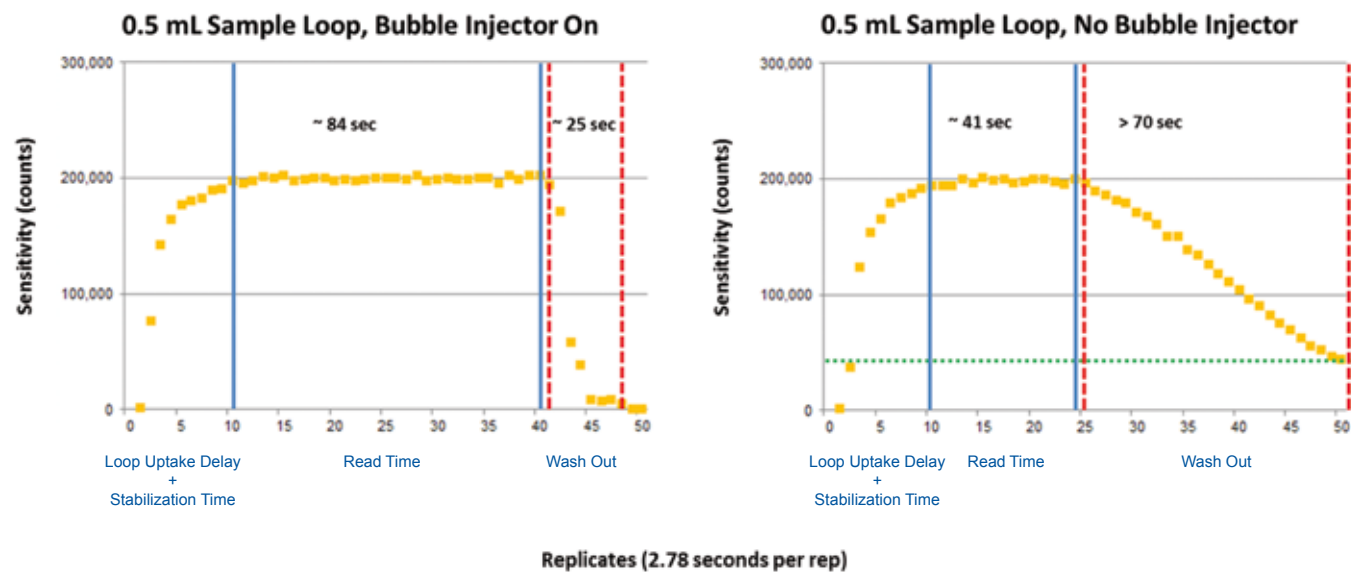 0.5 mL Sample Loop, Bubble Injector On
300,000
200,000
100,000
0
Sensitivity (counts)
~ 84 sec
~ 25 sec
0 5 10 15 20 25 30 35 40 45 50
Loop Uptake Delay
+
Stabilization Time
Read Time
Wash Out
0.5 mL Sample Loop, No Bubble Injector
300,000
200,000
100,000
0
Sensitivity (counts)
~ 41 sec
> 70 sec
0 5 10 15 20 25 30 35 40 45 50
Loop Uptake Delay
+
Stabilization Time
Read Time
Wash Out
Replicates (2.78 seconds per rep)